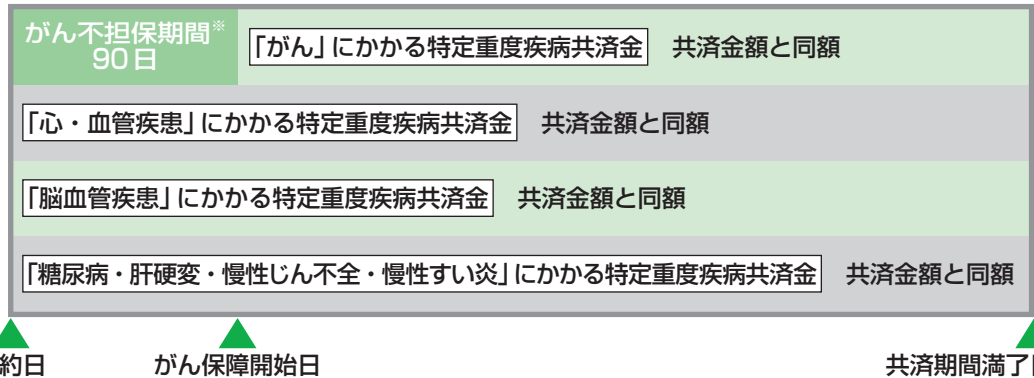 がん不担保期間※
90日
「がん」にかかる特定重度疾病共済金 共済金額と同額
「心・血管疾患」にかかる特定重度疾病共済金 共済金額と同額
「脳血管疾患」にかかる特定重度疾病共済金 共済金額と同額
「糖尿病・肝硬変・慢性じん不全・慢性すい炎」にかかる特定重度疾病共済金 共済金額と同額
約日 がん保障開始日 共済期間満了